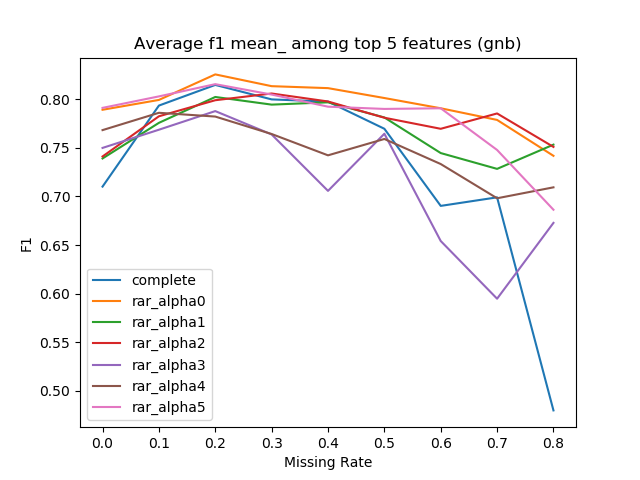 Average f1 mean_ among top 5 features (gnb)
0.80
0.75
0.70
0.65
0.60
0.55
0.50
F1
complete
rar_alpha0
rar_alpha1
rar_alpha2
rar_alpha3
rar_alpha4
rar_alpha5
0.0 0.1 0.2 0.3 0.4 0.5 0.6 0.7 0.8
Missing Rate